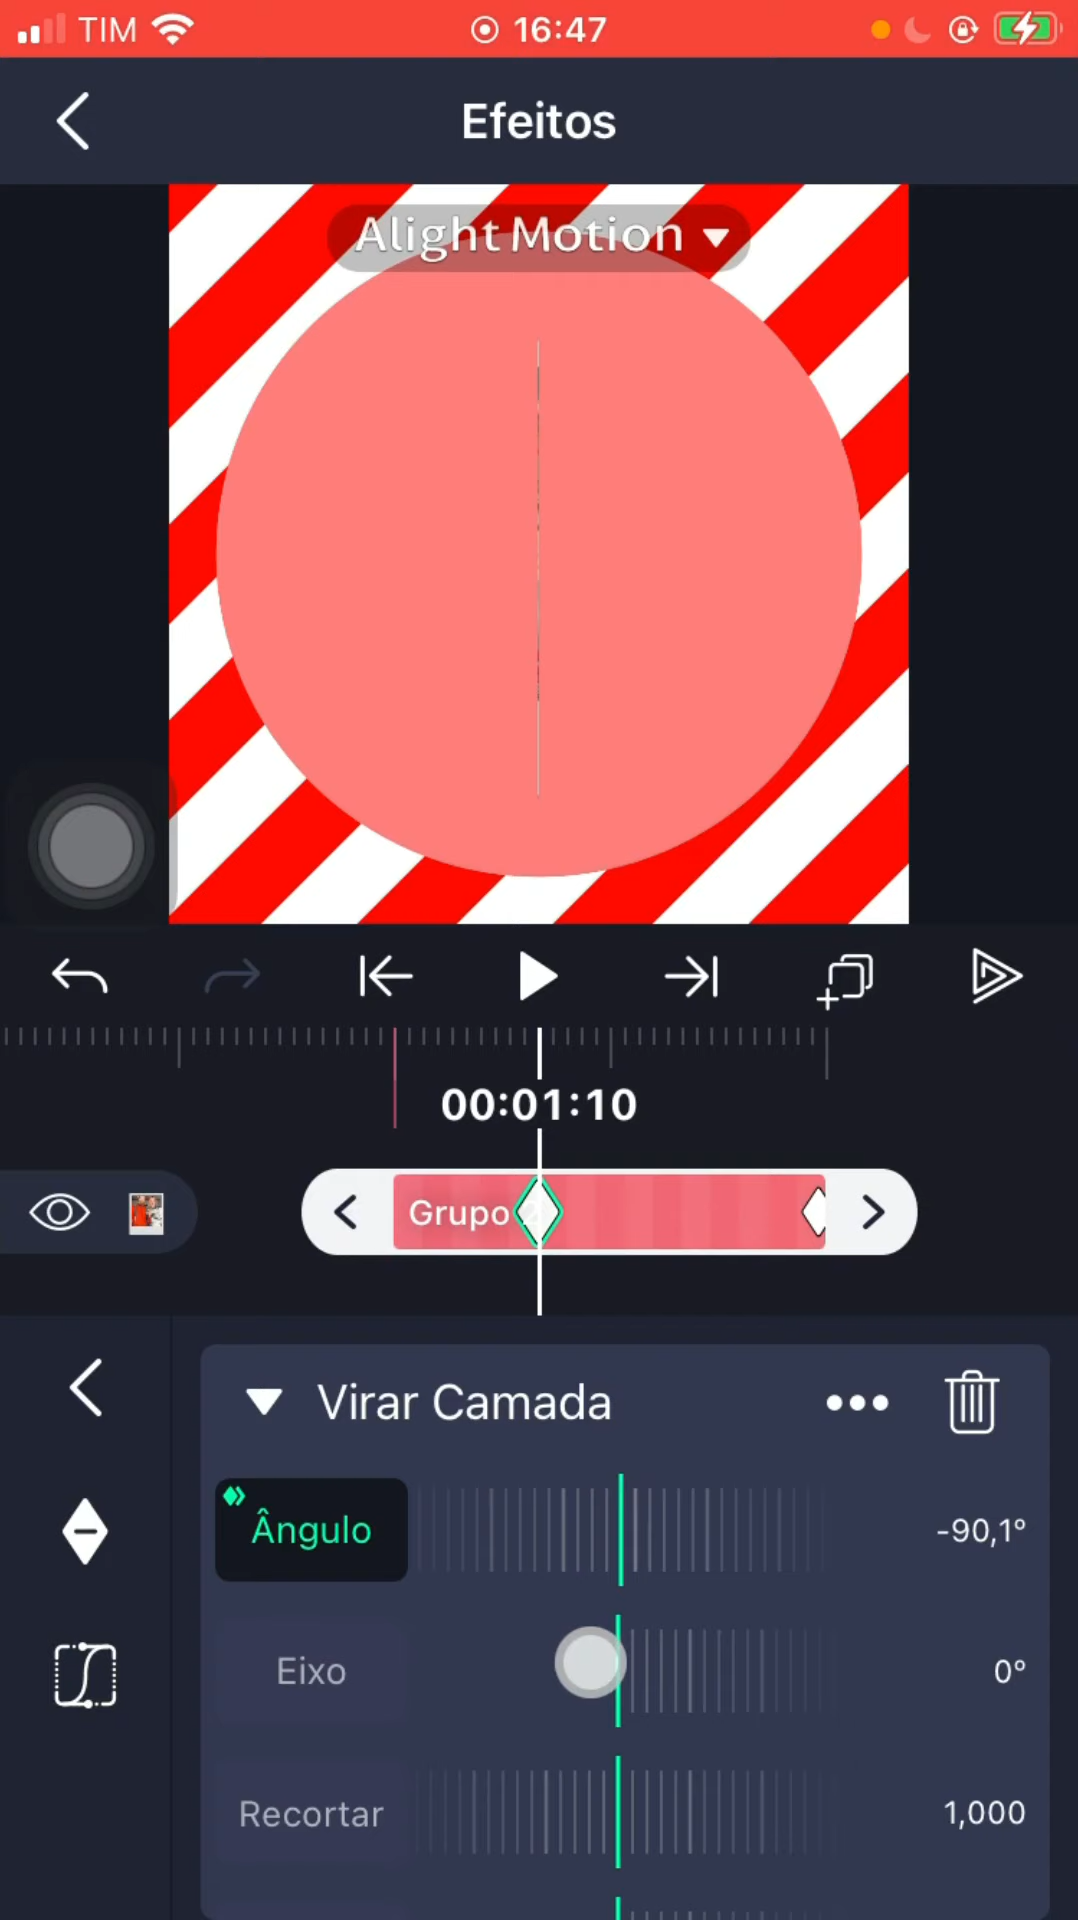 TIM 16:47
Efeitos
Alight Motion
00:01:10
Grupo
Virar Camada
Ângulo -90,1°
Eixo 0°
Recortar 1,000